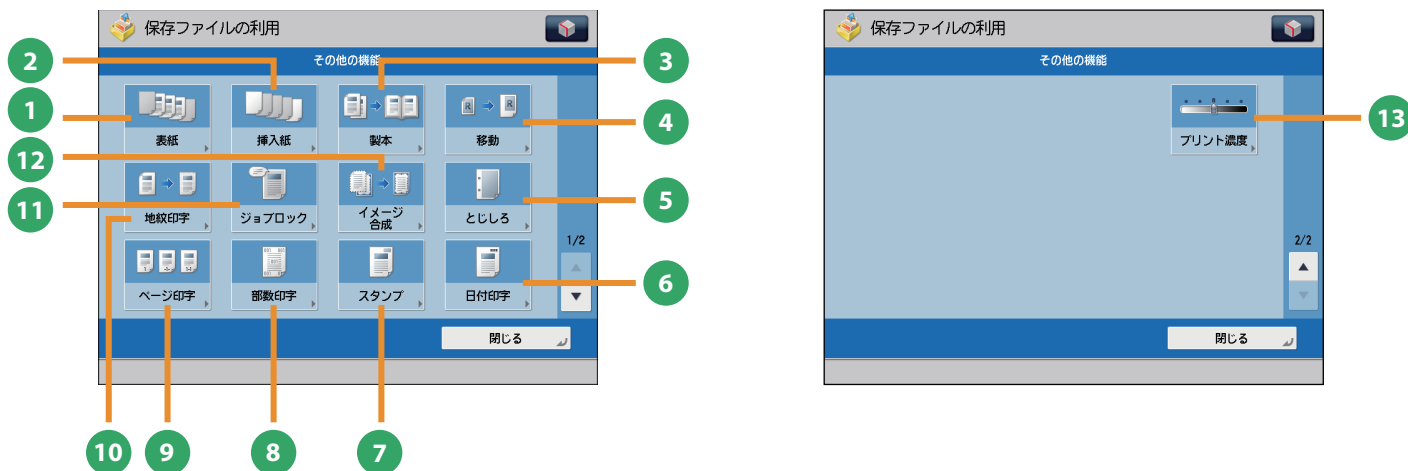 保存ファイルの利用
その他の機能
表紙
挿入紙
製本
移動
地紋印字
ジョブロック
イメージ
合成
とじしろ
ページ印字
部数印字
スタンプ
日付印字
1/2
閉じる
1
2
3
4
5
6
7
8
9
10
11
12
保存ファイルの利用
その他の機能
プリント濃度
2/2
閉じる
13